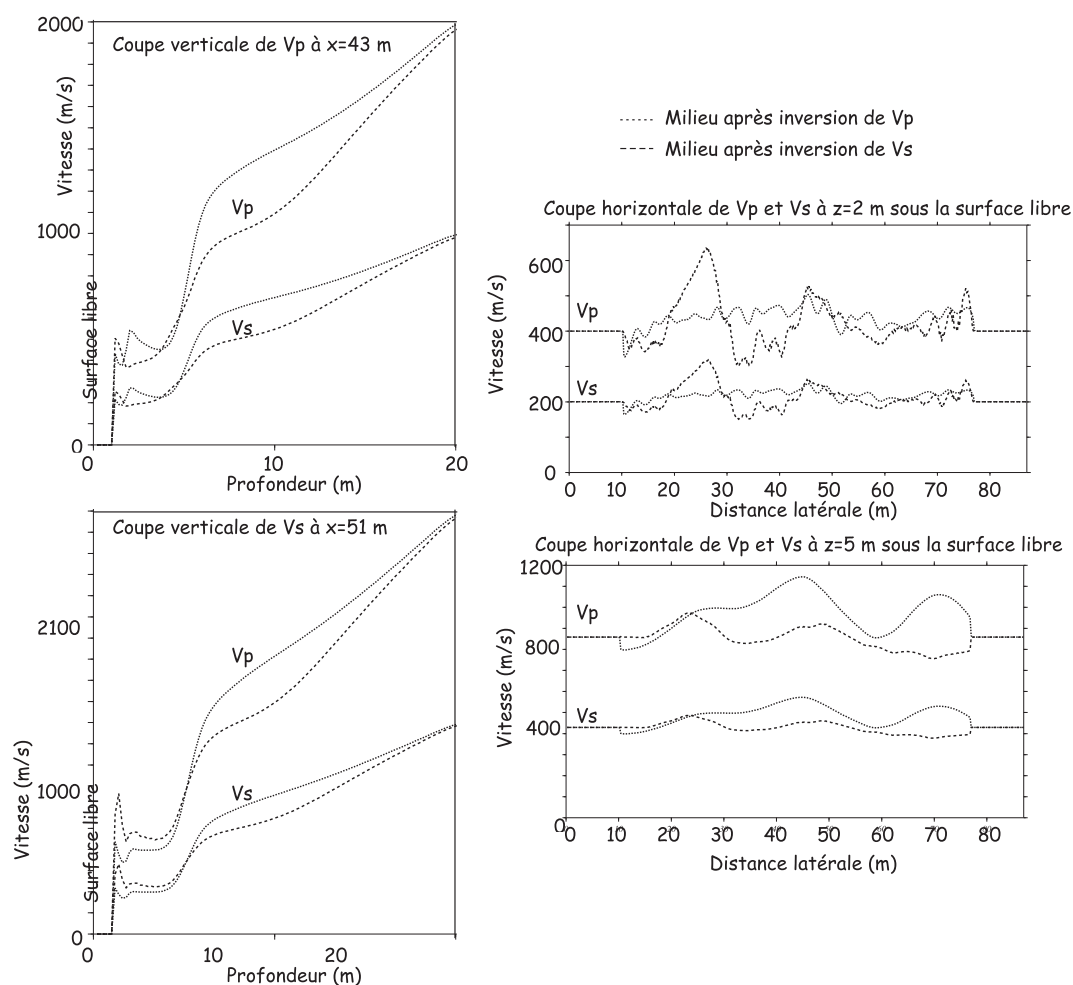 Coupe verticale de Vp à x=43 m
2000
1000
0
Vitesse (m/s)
Surface libre
Vp
Vs
0 10 20
Profondeur (m)
Milieu après inversion de Vp
Milieu après inversion de Vs
Coupe horizontale de Vp et Vs à z=2 m sous la surface libre
600
400
200
0
Vitesse (m/s)
Vp
Vs
0 10 20 30 40 50 60 70 80
Distance latérale (m)
Coupe verticale de Vs à x=51 m
2100
1000
0
Vitesse (m/s)
Surface libre
Vp
Vs
0 10 20
Profondeur (m)
Coupe horizontale de Vp et Vs à z=5 m sous la surface libre
1200
800
400
0
Vitesse (m/s)
Vp
Vs
0 10 20 30 40 50 60 70 80
Distance latérale (m)